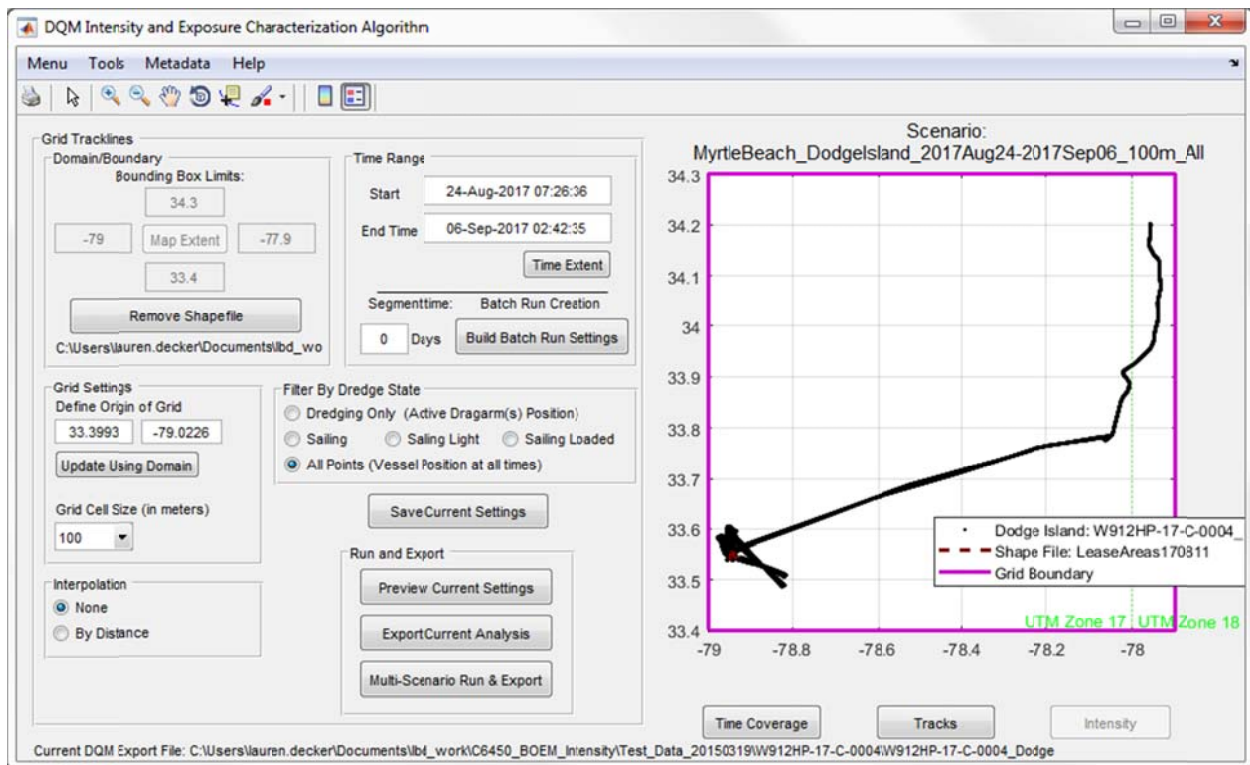 DQM Intensity and Exposure Characterization Algorithm
Menu Tools Metadata Help
Grid Tracklines
Domain/Boundary
Bounding Box Limits:
34.3
-79 Map Extent -77.9
33.4
Remove Shapefile
C:\Users\lauren.decker\Documents\lbd_wo
Time Range
Start 24-Aug-2017 07:26:36
End Time 06-Sep-2017 02:42:35
Time Extent
Segmenttime: Batch Run Creation
0 Days Build Batch Run Settings
Grid Settings
Define Origin of Grid
33.3993 -79.0226
Update Using Domain
Grid Cell Size (in meters)
100
Filter By Dredge State
Dredging Only (Active Dragarm(s) Position)
Sailing Saling Light Sailing Loaded
All Points (Vessel Position at all times)
Save Current Settings
Interpolation
None
By Distance
Run and Export
Preview Current Settings
Export Current Analysis
Multi-Scenario Run & Export
Scenario:
MyrtleBeach_DodgeIsland_2017Aug24-2017Sep06_100m_All
34.3
34.2
34.1
34
33.9
33.8
33.7
33.6
33.5
33.4
Dodge Island: W912HP-17-C-0004_
Shape File: LeaseAreas170811
Grid Boundary
UTM Zone 17 UTM Zone 18
-79 -78.8 -78.6 -78.4 -78.2 -78
Time Coverage Tracks Intensity
Current DQM Export File: C:\Users\lauren.decker\Documents\lbd_work\C6450_BOEM_Intensity\Test_Data_20150319\W912HP-17-C-0004\W912HP-17-C-0004_Dodge